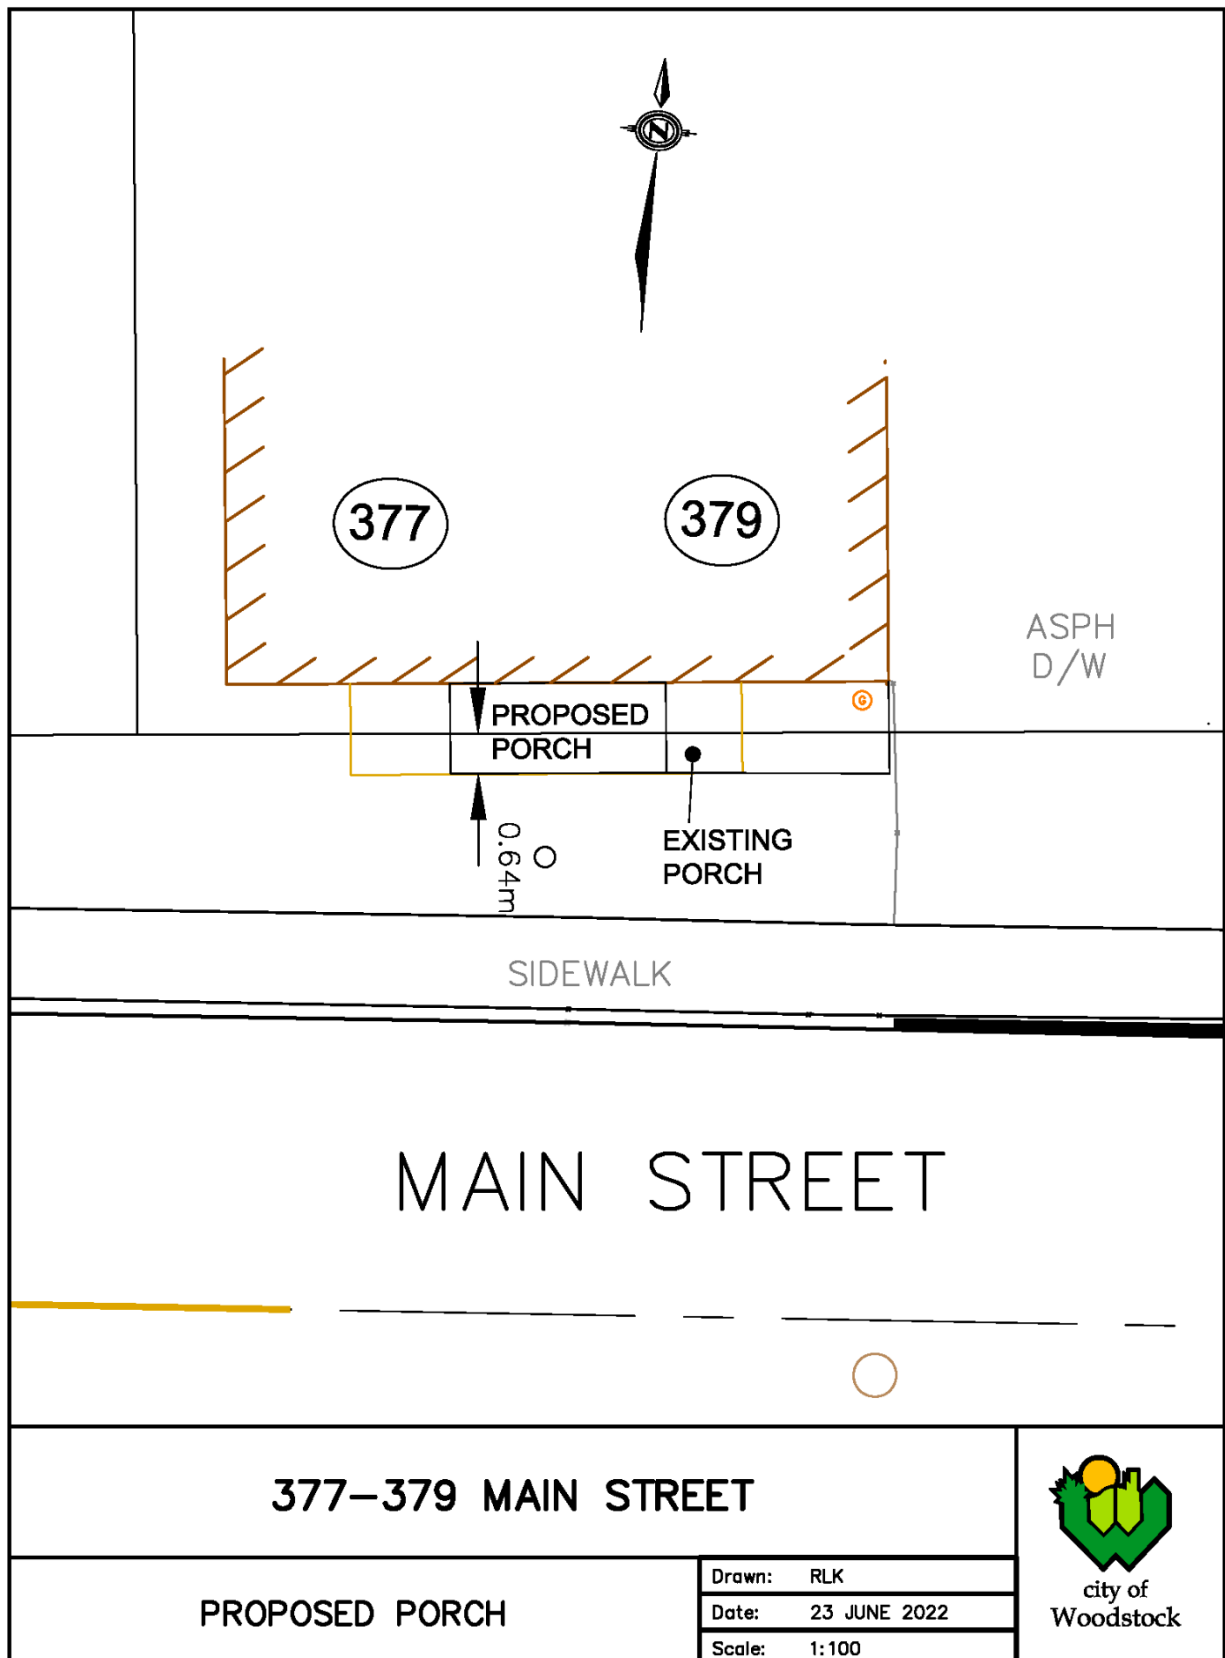 N
377
379
ASPH
D/W
G
PROPOSED
PORCH
0.64m
EXISTING
PORCH
SIDEWALK
MAIN STREET
377-379 MAIN STREET
PROPOSED PORCH
Drawn: RLK
Date: 23 JUNE 2022
Scale: 1:100
city of
Woodstock